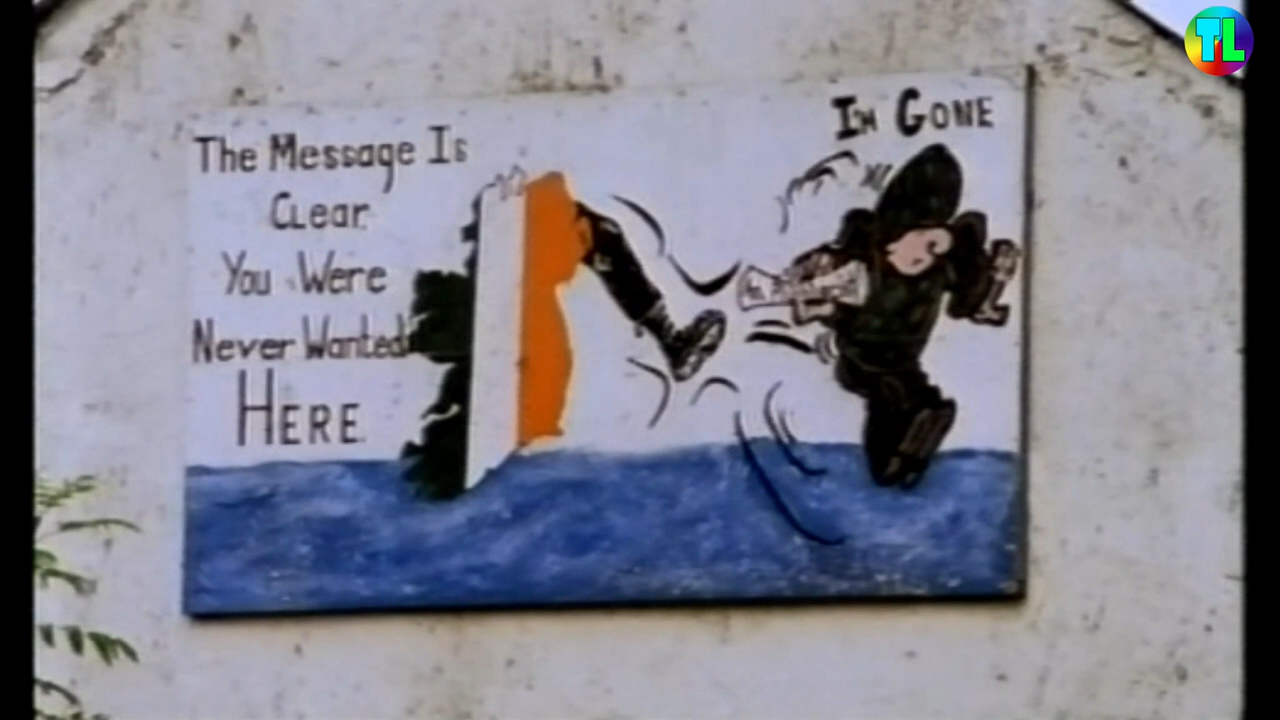 The Message Is
Clear.
You Were
Never Wanted
Here.
I'm Gone
TL